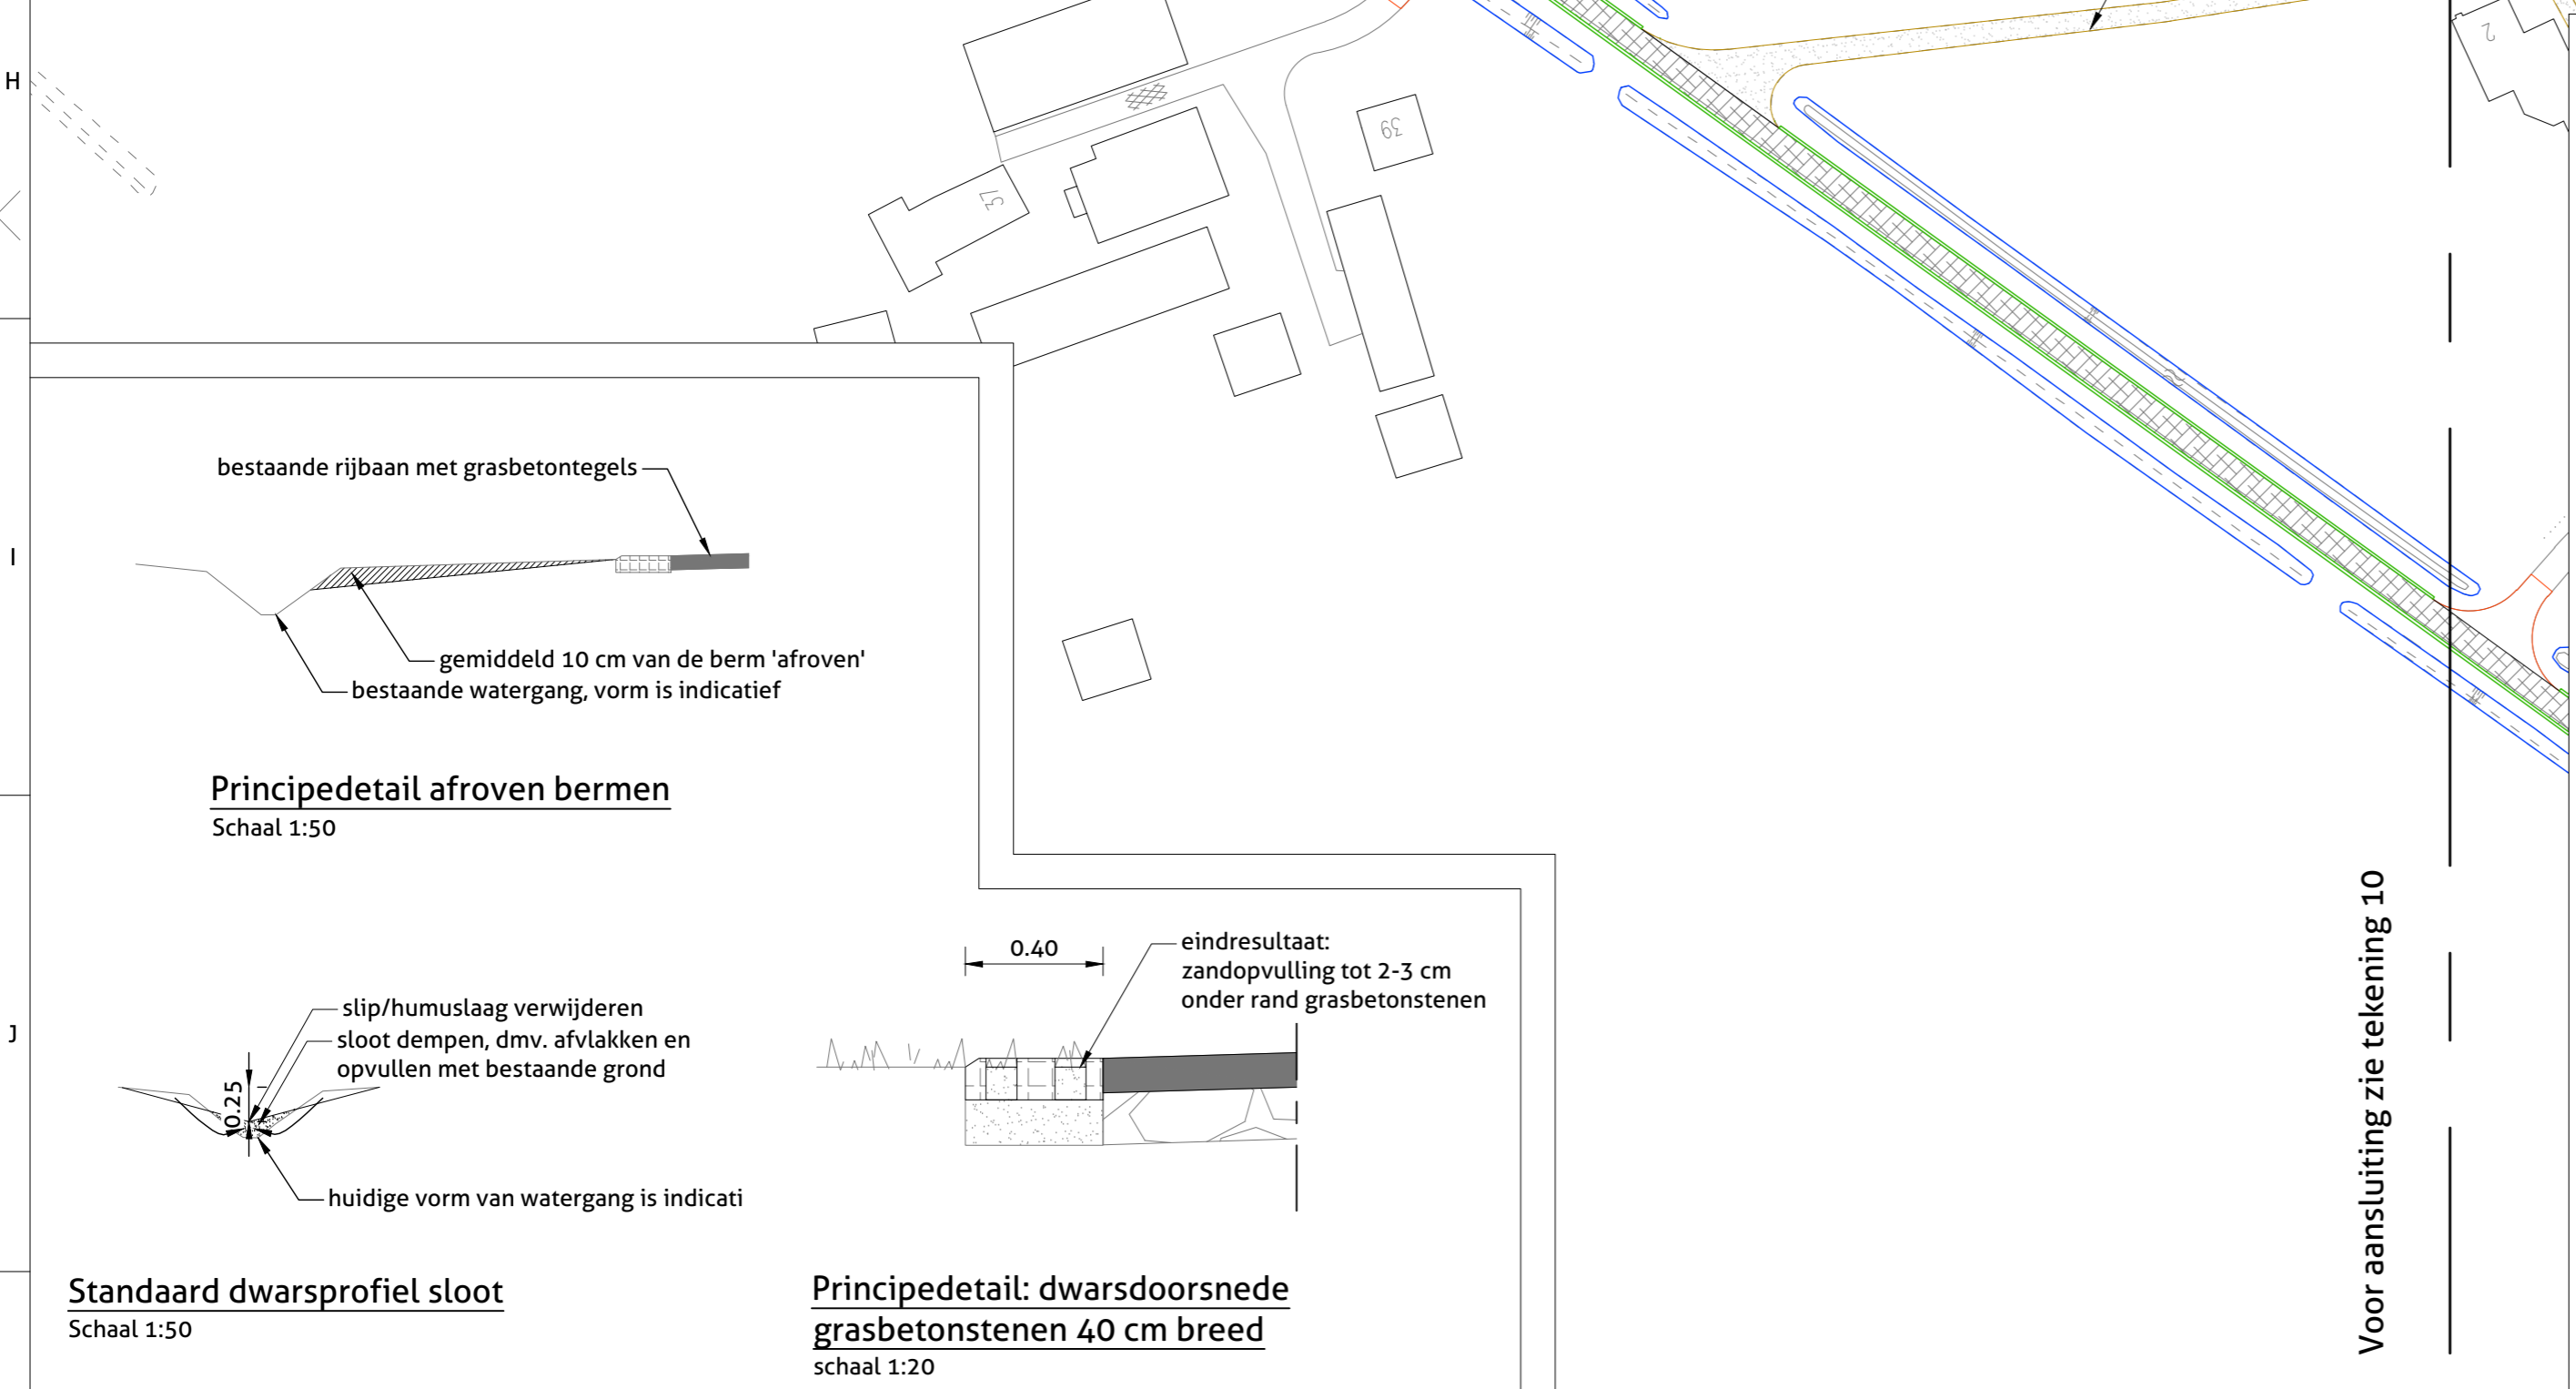 H
I
J
37
39
2
bestaande rijbaan met grasbetontegels
gemiddeld 10 cm van de berm 'afroven'
bestaande watergang, vorm is indicatief
Principedetail afroven bermen
Schaal 1:50
slip/humuslaag verwijderen
sloot dempen, dmv. afvlakken en
opvullen met bestaande grond
0.25
huidige vorm van watergang is indicati
Standaard dwarsprofiel sloot
Schaal 1:50
0.40
eindresultaat:
zandopvulling tot 2-3 cm
onder rand grasbetonstenen
Principedetail: dwarsdoorsnede
grasbetonstenen 40 cm breed
schaal 1:20
Voor aansluiting zie tekening 10